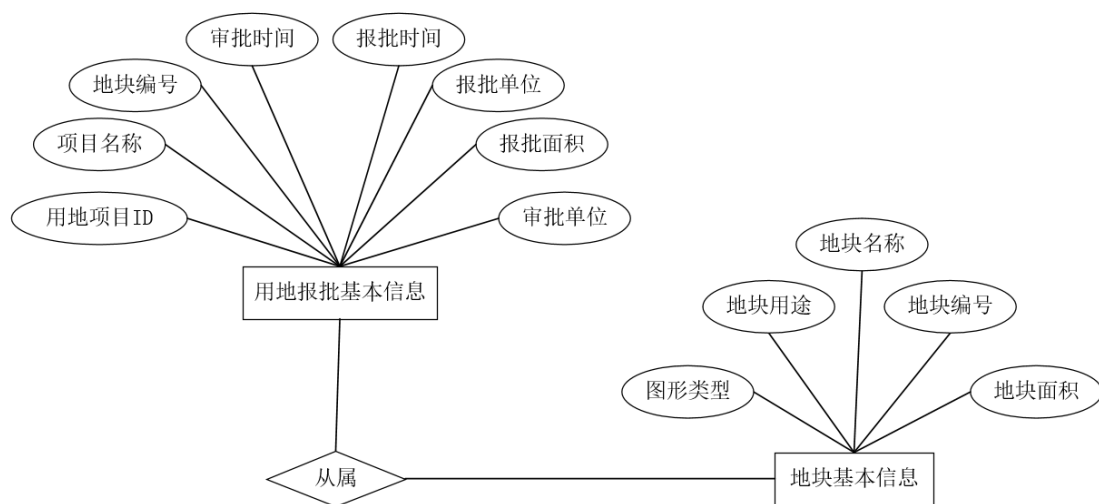 审批时间
报批时间
地块编号
报批单位
项目名称
报批面积
用地项目ID
审批单位
用地报批基本信息
地块名称
地块用途
地块编号
图形类型
地块面积
从属
地块基本信息